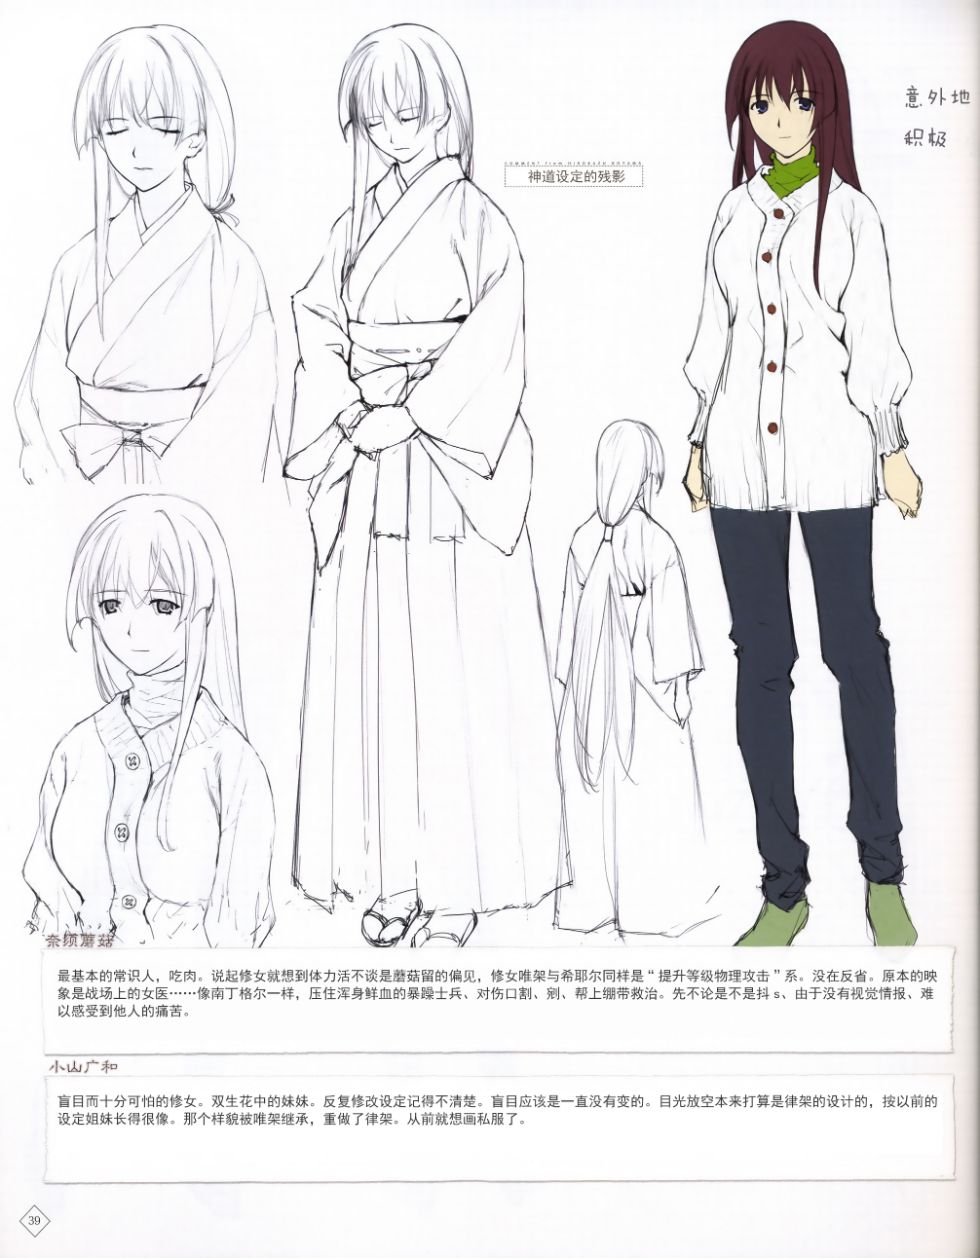 意外地
积极
COMMENT from HIROKAZU KOYAMA
神道设定的残影
奈须蘑菇
最基本的常识人，吃肉。说起修女就想到体力活不谈是蘑菇留的偏见，修女唯架与希耶尔同样是“提升等级物理攻击”系。没在反省。原本的映
象是战场上的女医……像南丁格尔一样，压住浑身鲜血的暴躁士兵、对伤口割、剜、帮上绷带救治。先不论是不是抖s、由于没有视觉情报、难
以感受到他人的痛苦。
小山广和
盲目而十分可怕的修女。双生花中的妹妹。反复修改设定记得不清楚。盲目应该是一直没有变的。目光放空本来打算是律架的设计的，按以前的
设定姐妹长得很像。那个样貌被唯架继承，重做了律架。从前就想画私服了。
39